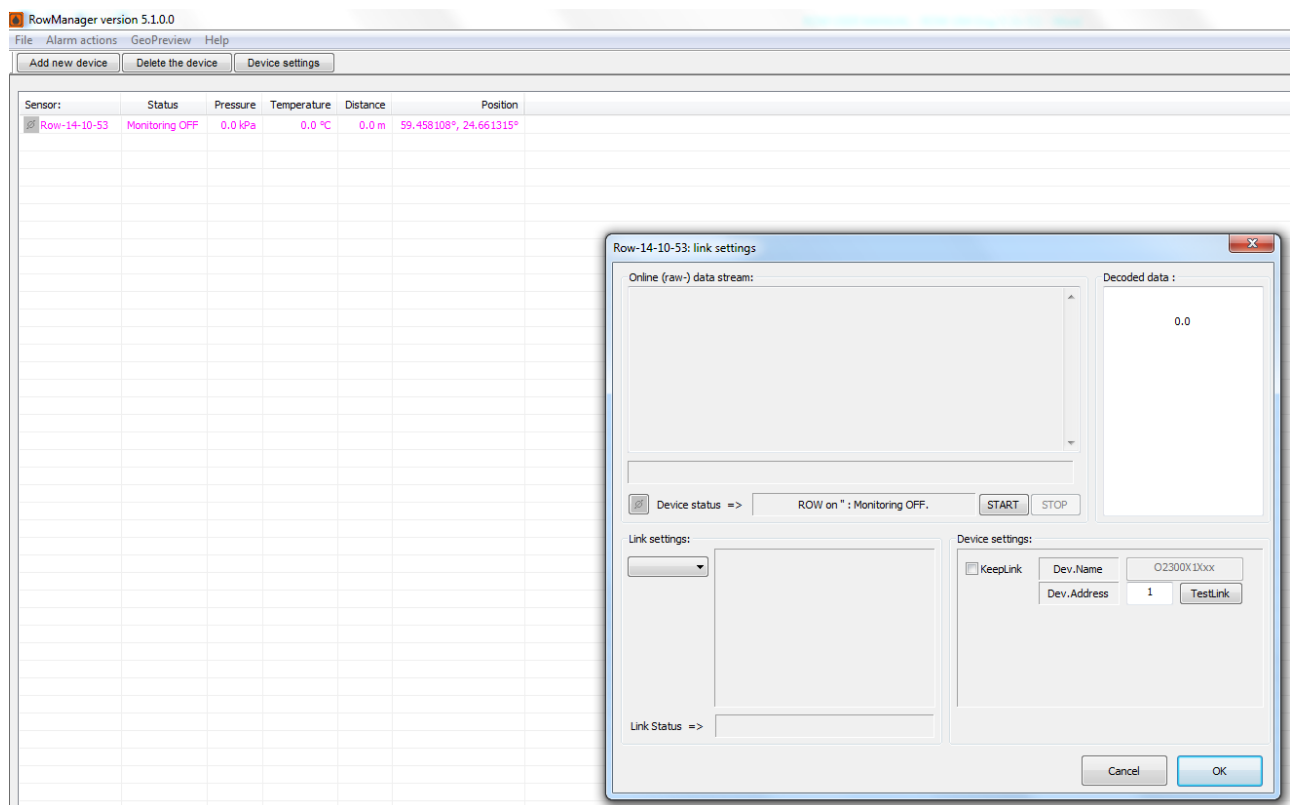 RowManager version 5.1.0.0
File Alarm actions GeoPreview Help
Add new device Delete the device Device settings
Sensor: Status Pressure Temperature Distance Position
Row-14-10-53 Monitoring OFF 0.0 kPa 0.0 °C 0.0 m 59.458108°, 24.661315°
Row-14-10-53: link settings
Online (raw-) data stream:
Decoded data :
0.0
Device status => ROW on '' : Monitoring OFF. START STOP
Link settings:
Device settings:
KeepLink Dev.Name O2300X1Xxx
Dev.Address 1 TestLink
Link Status =>
Cancel OK